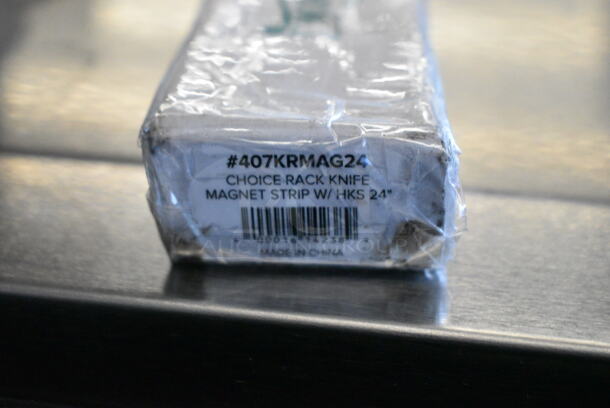 #407KRMAG24
CHOICE RACK KNIFE
MAGNET STRIP W/ HKS 24"
MADE IN CHINA